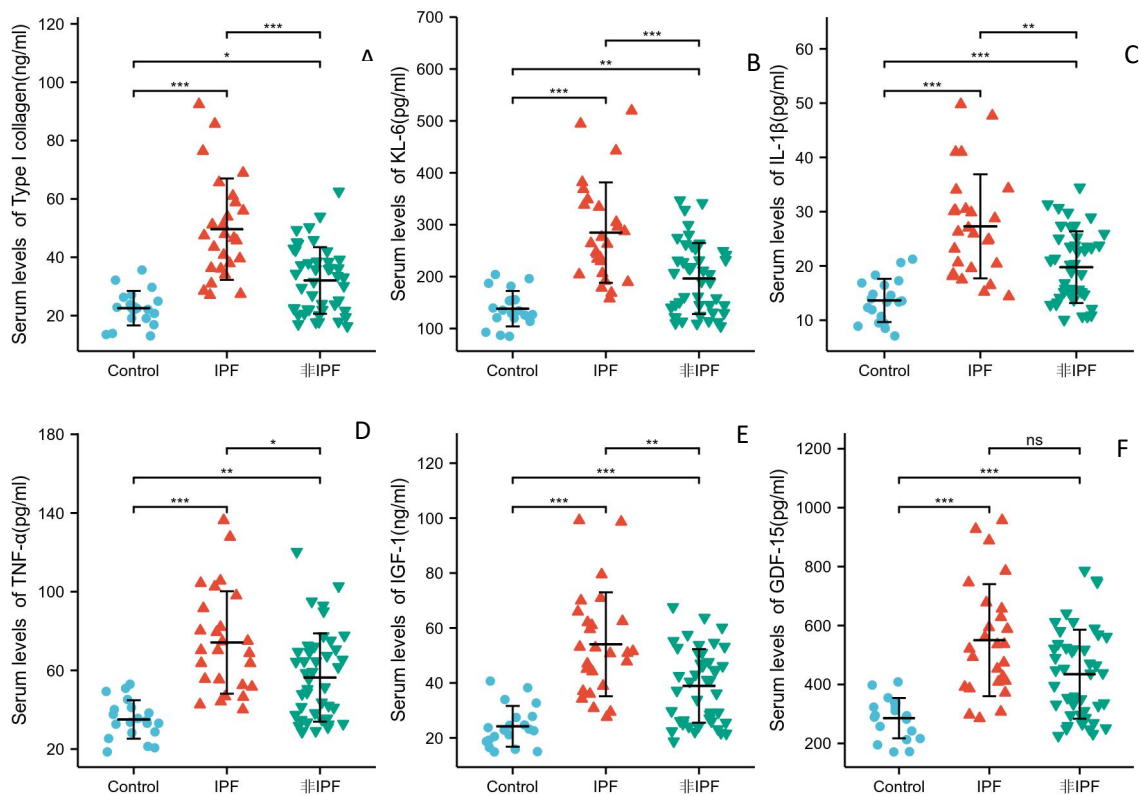 A
Serum levels of Type I collagen(ng/ml)
120
100
80
60
40
20
***
*
***
Control IPF 非IPF
B
Serum levels of KL-6(pg/ml)
700
600
500
400
300
200
100
***
**
***
Control IPF 非IPF
C
Serum levels of IL-1β(pg/ml)
60
50
40
30
20
10
**
***
***
Control IPF 非IPF
D
Serum levels of TNF-α(pg/ml)
180
140
100
60
20
*
**
***
Control IPF 非IPF
E
Serum levels of IGF-1(ng/ml)
120
100
80
60
40
20
**
***
***
Control IPF 非IPF
F
Serum levels of GDF-15(pg/ml)
1200
1000
800
600
400
200
ns
***
***
Control IPF 非IPF